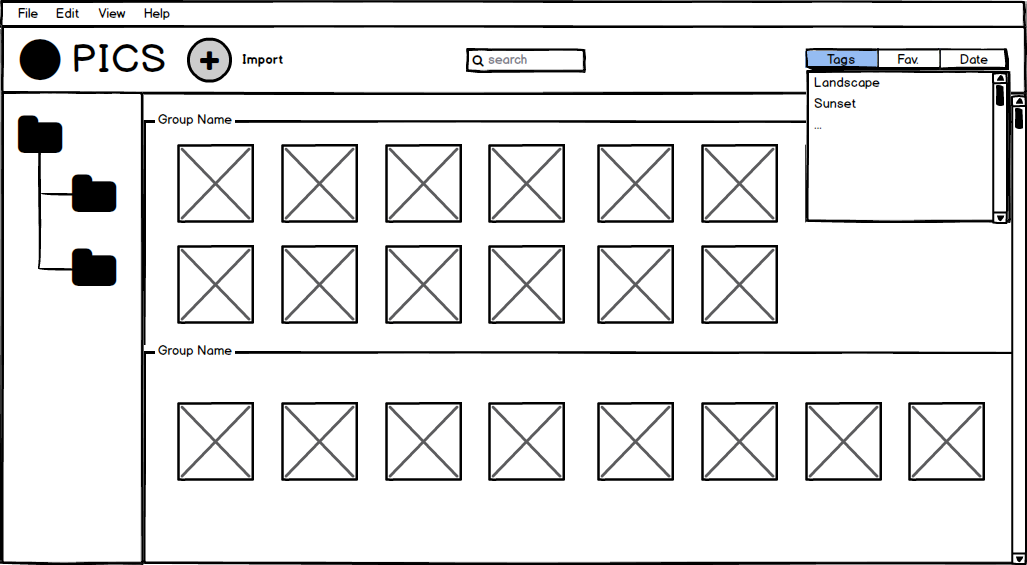 File Edit View Help
PICS Import search Tags Fav. Date
Landscape
Sunset
...
Group Name
Group Name